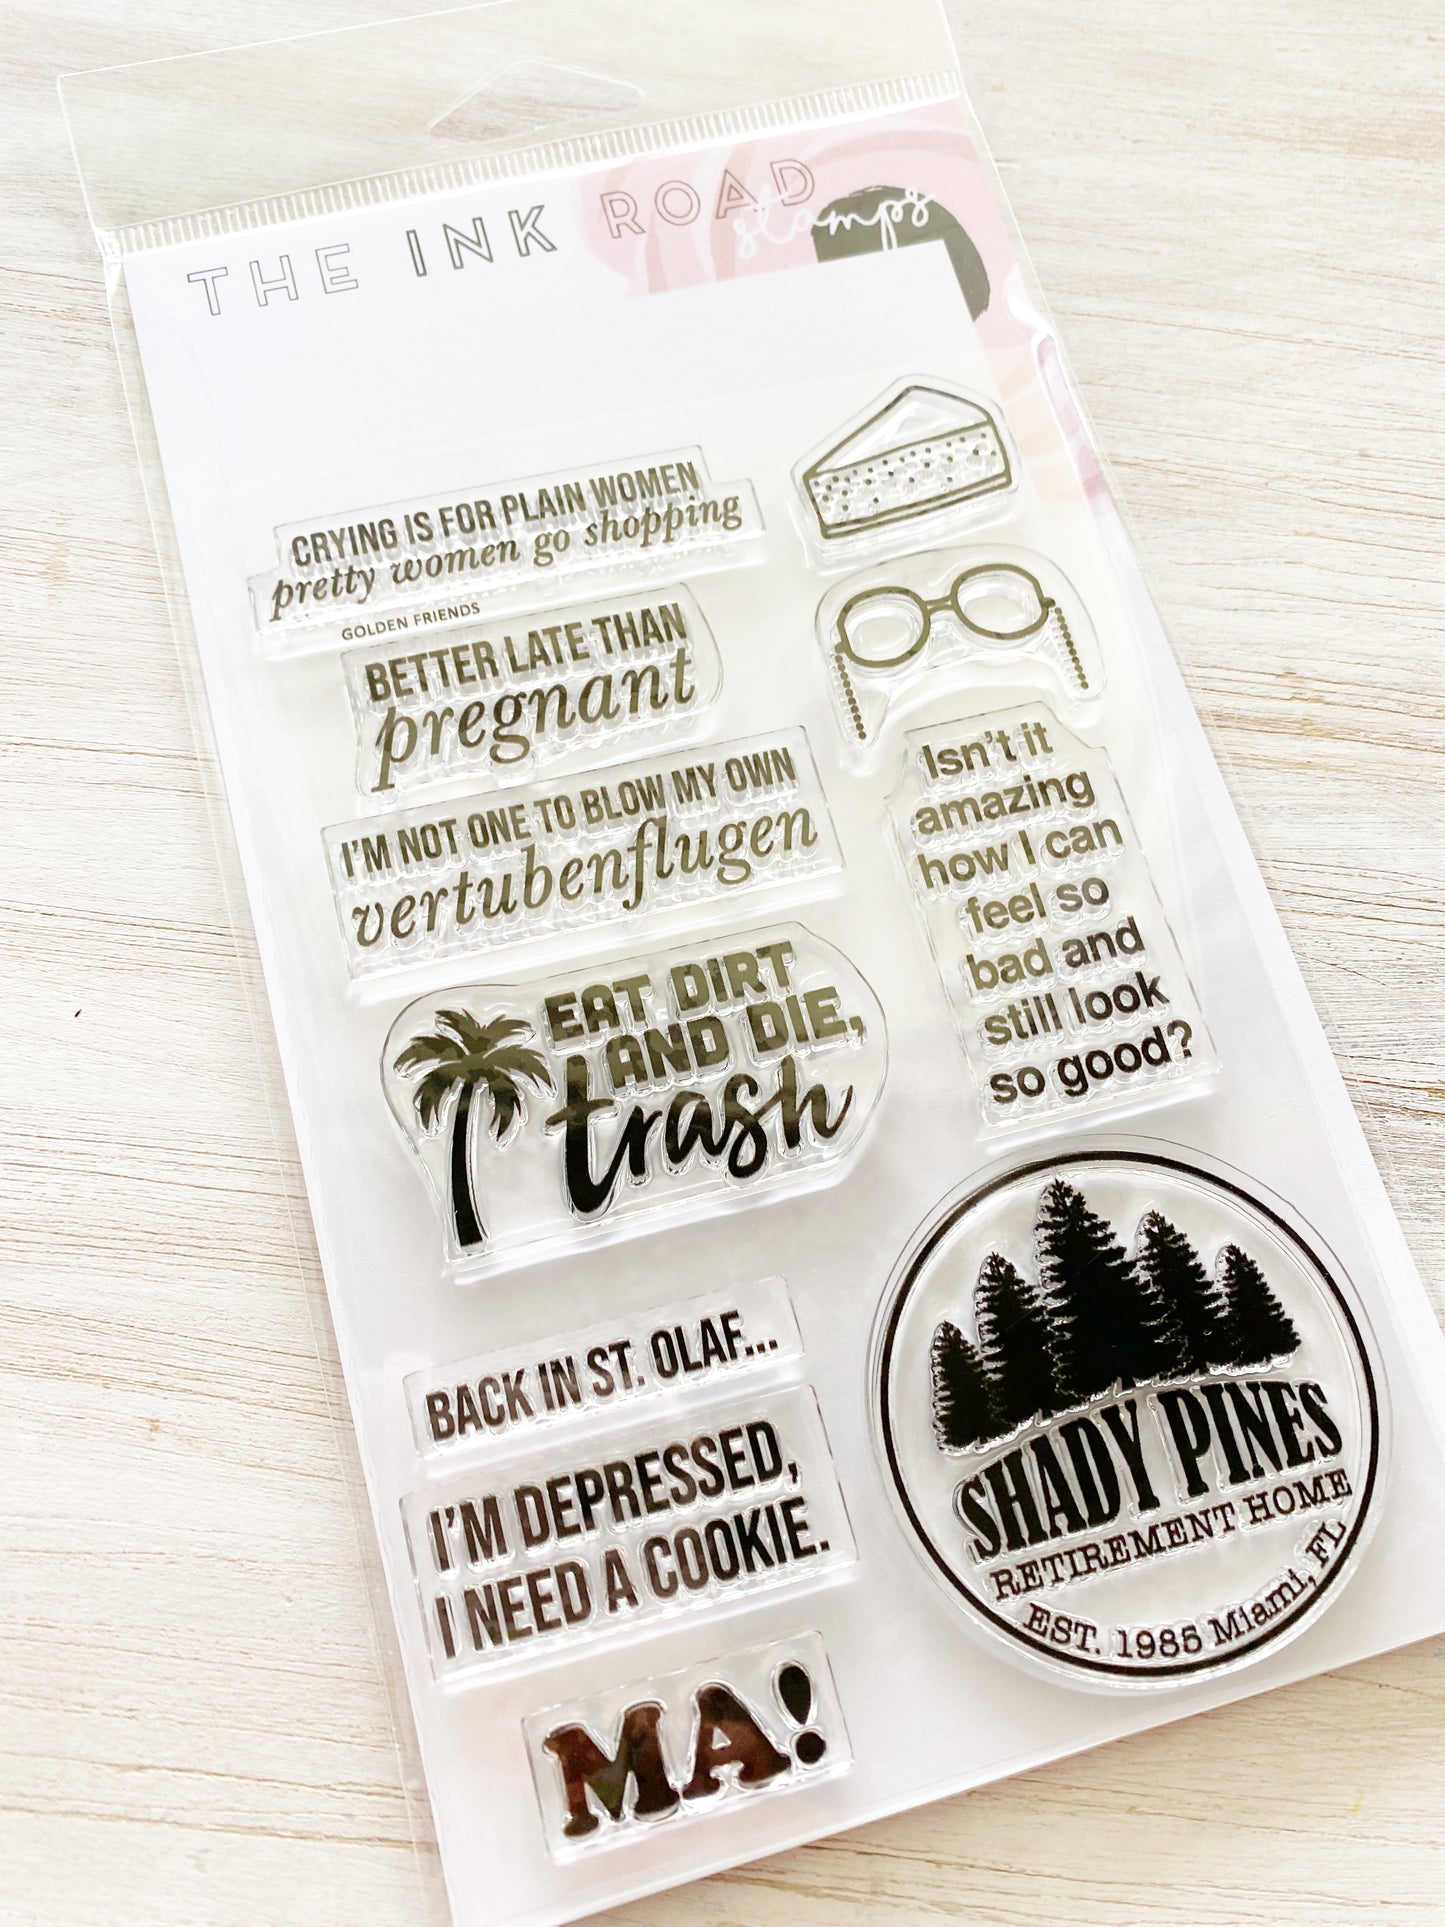 THE INK ROAD
stamps
CRYING IS FOR PLAIN WOMEN
pretty women go shopping
GOLDEN FRIENDS
BETTER LATE THAN
pregnant
I'M NOT ONE TO BLOW MY OWN
vertubenflugen
EAT DIRT
AND DIE,
trash
BACK IN ST. OLAF...
I'M DEPRESSED,
I NEED A COOKIE.
MA!
Isn't it
amazing
how I can
feel so
bad and
still look
so good?
SHADY PINES
RETIREMENT HOME
EST. 1985 Miami, FL